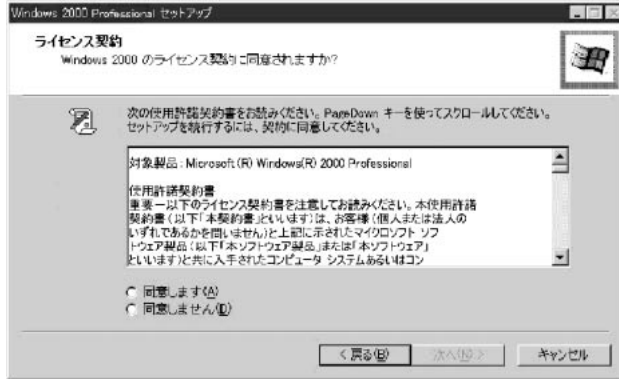 Windows 2000 Professional セットアップ
ライセンス契約
Windows 2000 のライセンス契約に同意されますか?
次の使用許諾契約書をお読みください。PageDown キーを使ってスクロールしてください。
セットアップを続行するには、契約に同意してください。
対象製品 : Microsoft (R) Windows(R) 2000 Professional
使用許諾契約書
重要－以下のライセンス契約書を注意してお読みください。本使用許諾
契約書 (以下「本契約書」といいます) は、お客様 (個人または法人の
いずれであるかを問いません) と上記に示されたマイクロソフト ソフ
トウェア製品 (以下「本ソフトウェア製品」または「本ソフトウェア」
といいます) と共に入手されたコンピュータ システムあるいはコン
同意します(A)
同意しません(D)
< 戻る(B)
次へ(N) >
キャンセル